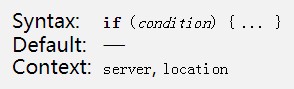 Syntax: if (condition) { ... }
Default: —
Context: server, location